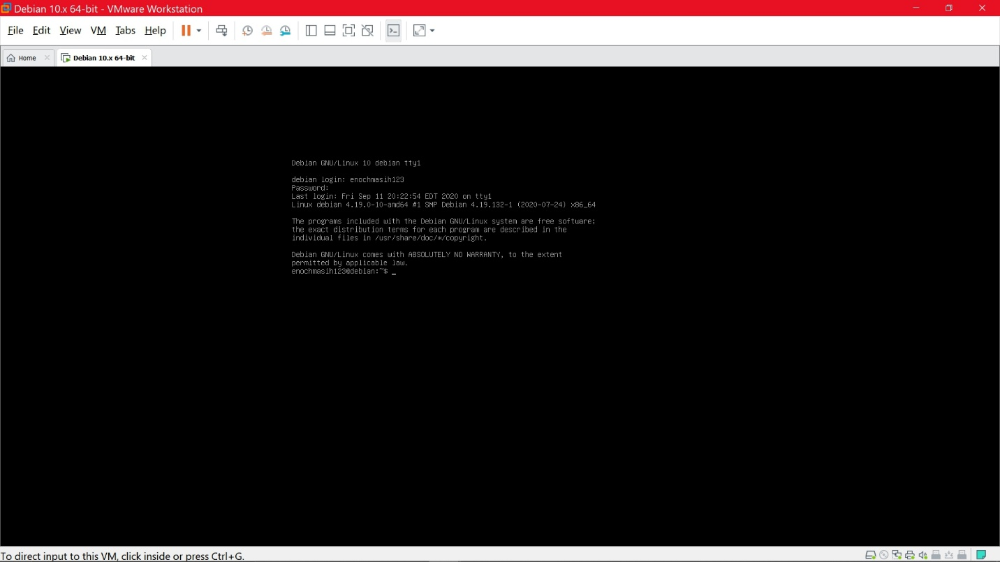 Debian 10.x 64-bit - VMware Workstation
File Edit View VM Tabs Help
Home Debian 10.x 64-bit
Debian GNU/Linux 10 debian tty1
debian login: enochmasih123
Password:
Last login: Fri Sep 11 20:22:54 EDT 2020 on tty1
Linux debian 4.19.0-10-amd64 #1 SMP Debian 4.19.132-1 (2020-07-24) x86_64
The programs included with the Debian GNU/Linux system are free software;
the exact distribution terms for each program are described in the
individual files in /usr/share/doc/*/copyright.
Debian GNU/Linux comes with ABSOLUTELY NO WARRANTY, to the extent
permitted by applicable law.
enochmasih123@debian:~$ _
To direct input to this VM, click inside or press Ctrl+G.